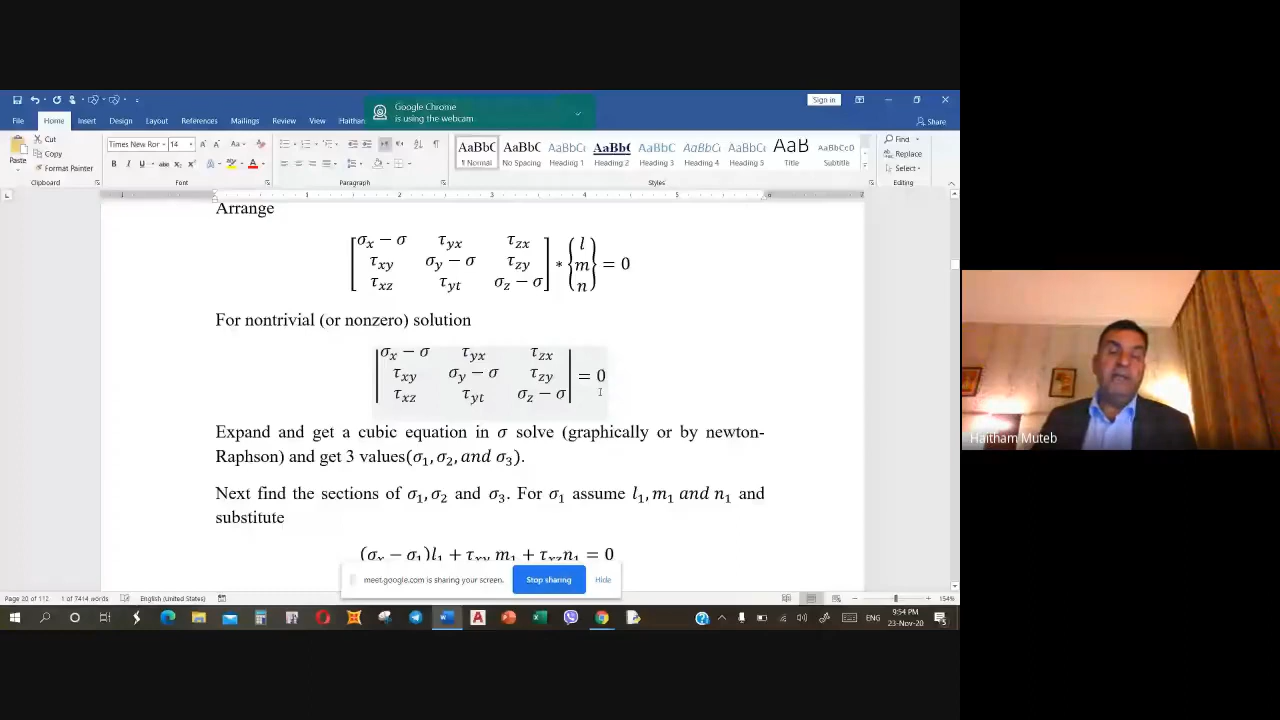 Google Chrome
is using the webcam
Sign in
File Home Insert Design Layout References Mailings Review View Haitham
Share
Cut
Copy
Format Painter
Paste
Times New Ror 14
AaBbC AaBbC AaBbC AaBbC AaBbC AaBbC AaBbC AaB AaBbCcD
¶ Normal No Spacing Heading 1 Heading 2 Heading 3 Heading 4 Heading 5 Title Subtitle
Find
Replace
Select
Clipboard Font Paragraph Styles Editing
Arrange
[σx − σ τyx τzx
τxy σy − σ τzy
τxz τyt σz − σ] ∗ {l m n} = 0
For nontrivial (or nonzero) solution
|σx − σ τyx τzx
τxy σy − σ τzy
τxz τyt σz − σ| = 0
Expand and get a cubic equation in σ solve (graphically or by newton-
Raphson) and get 3 values(σ1, σ2, and σ3).
Next find the sections of σ1, σ2 and σ3. For σ1 assume l1, m1 and n1 and
substitute
(σx − σ1)l1 + τxy m1 + τxzn1 = 0
meet.google.com is sharing your screen. Stop sharing Hide
Page 20 of 112 1 of 7414 words English (United States) 154%
ENG 9:54 PM
23-Nov-20
Haitham Muteb